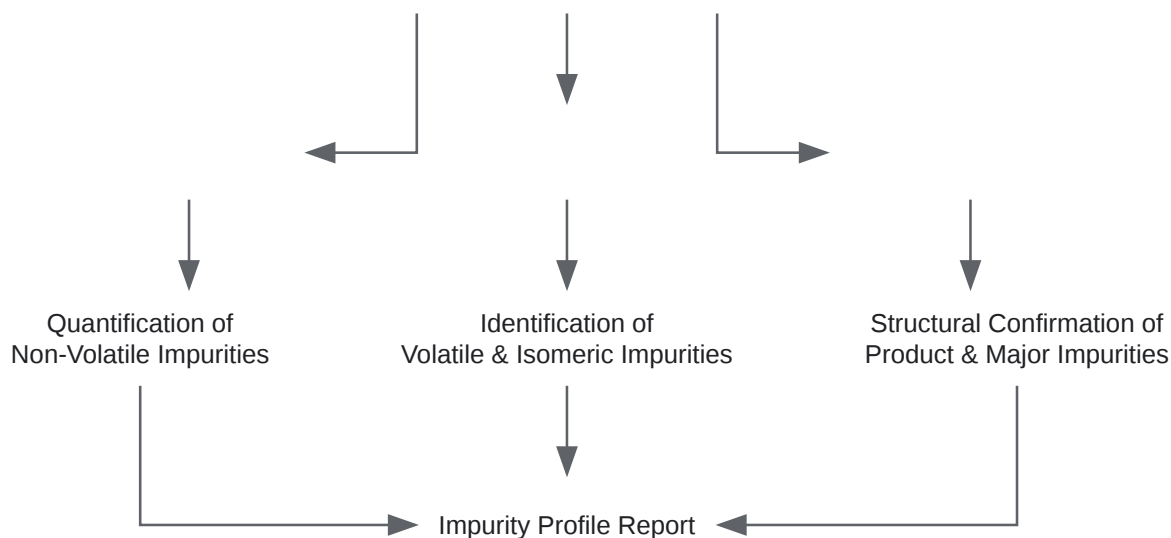 Quantification of
Non-Volatile Impurities
Identification of
Volatile & Isomeric Impurities
Structural Confirmation of
Product & Major Impurities
Impurity Profile Report